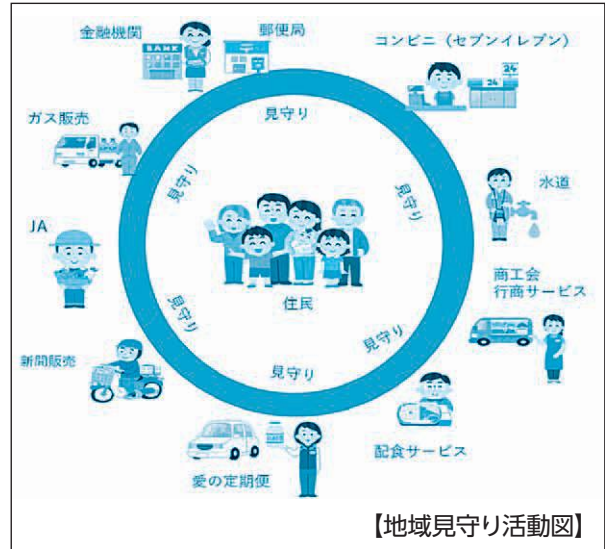 金融機関
BANK
郵便局
コンビニ（セブンイレブン）
24
24
ガス販売
見守り
見守り
見守り
水道
JA
住民
商工会
行商サービス
見守り
見守り
見守り
新聞販売
配食サービス
愛の定期便
【地域見守り活動図】